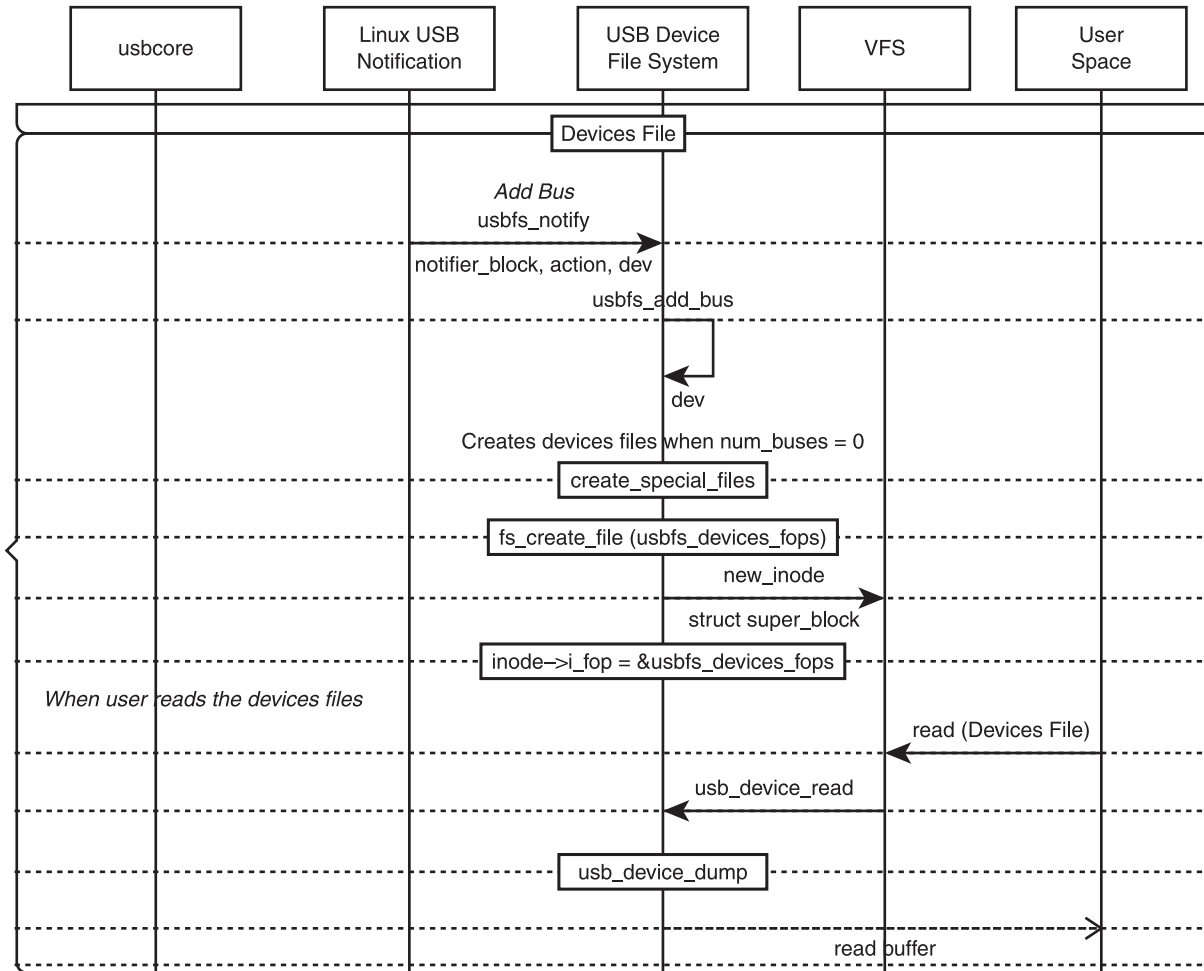 usbcore
Linux USB
Notification
USB Device
File System
VFS
User
Space
Devices File
Add Bus
usbfs_notify
notifier_block, action, dev
usbfs_add_bus
dev
Creates devices files when num_buses = 0
create_special_files
fs_create_file (usbfs_devices_fops)
new_inode
struct super_block
inode–>i_fop = &usbfs_devices_fops
When user reads the devices files
read (Devices File)
usb_device_read
usb_device_dump
read buffer